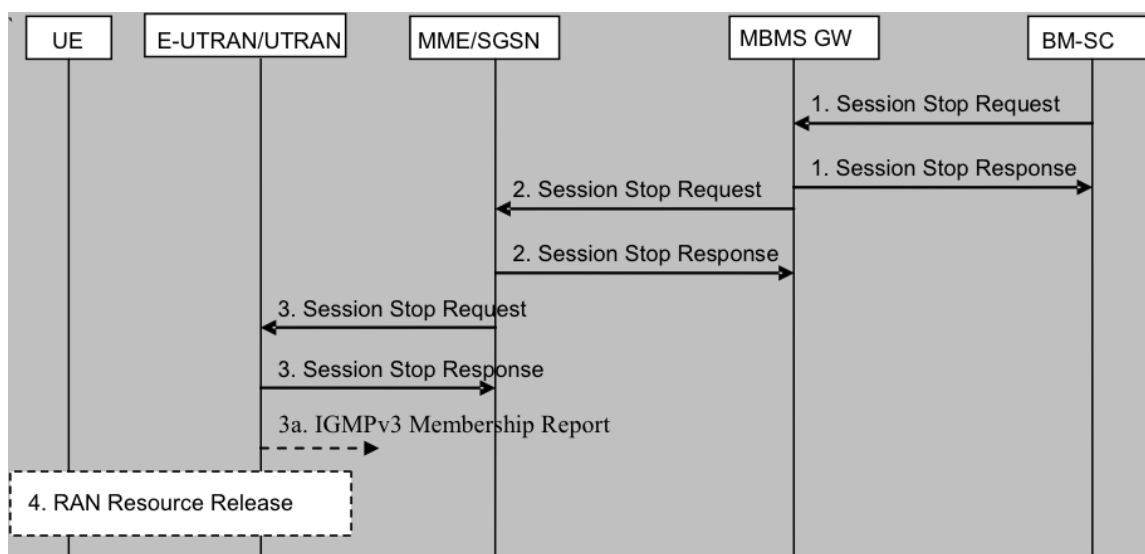 UE
E-UTRAN/UTRAN
MME/SGSN
MBMS GW
BM-SC
1. Session Stop Request
1. Session Stop Response
2. Session Stop Request
2. Session Stop Response
3. Session Stop Request
3. Session Stop Response
3a. IGMPv3 Membership Report
4. RAN Resource Release